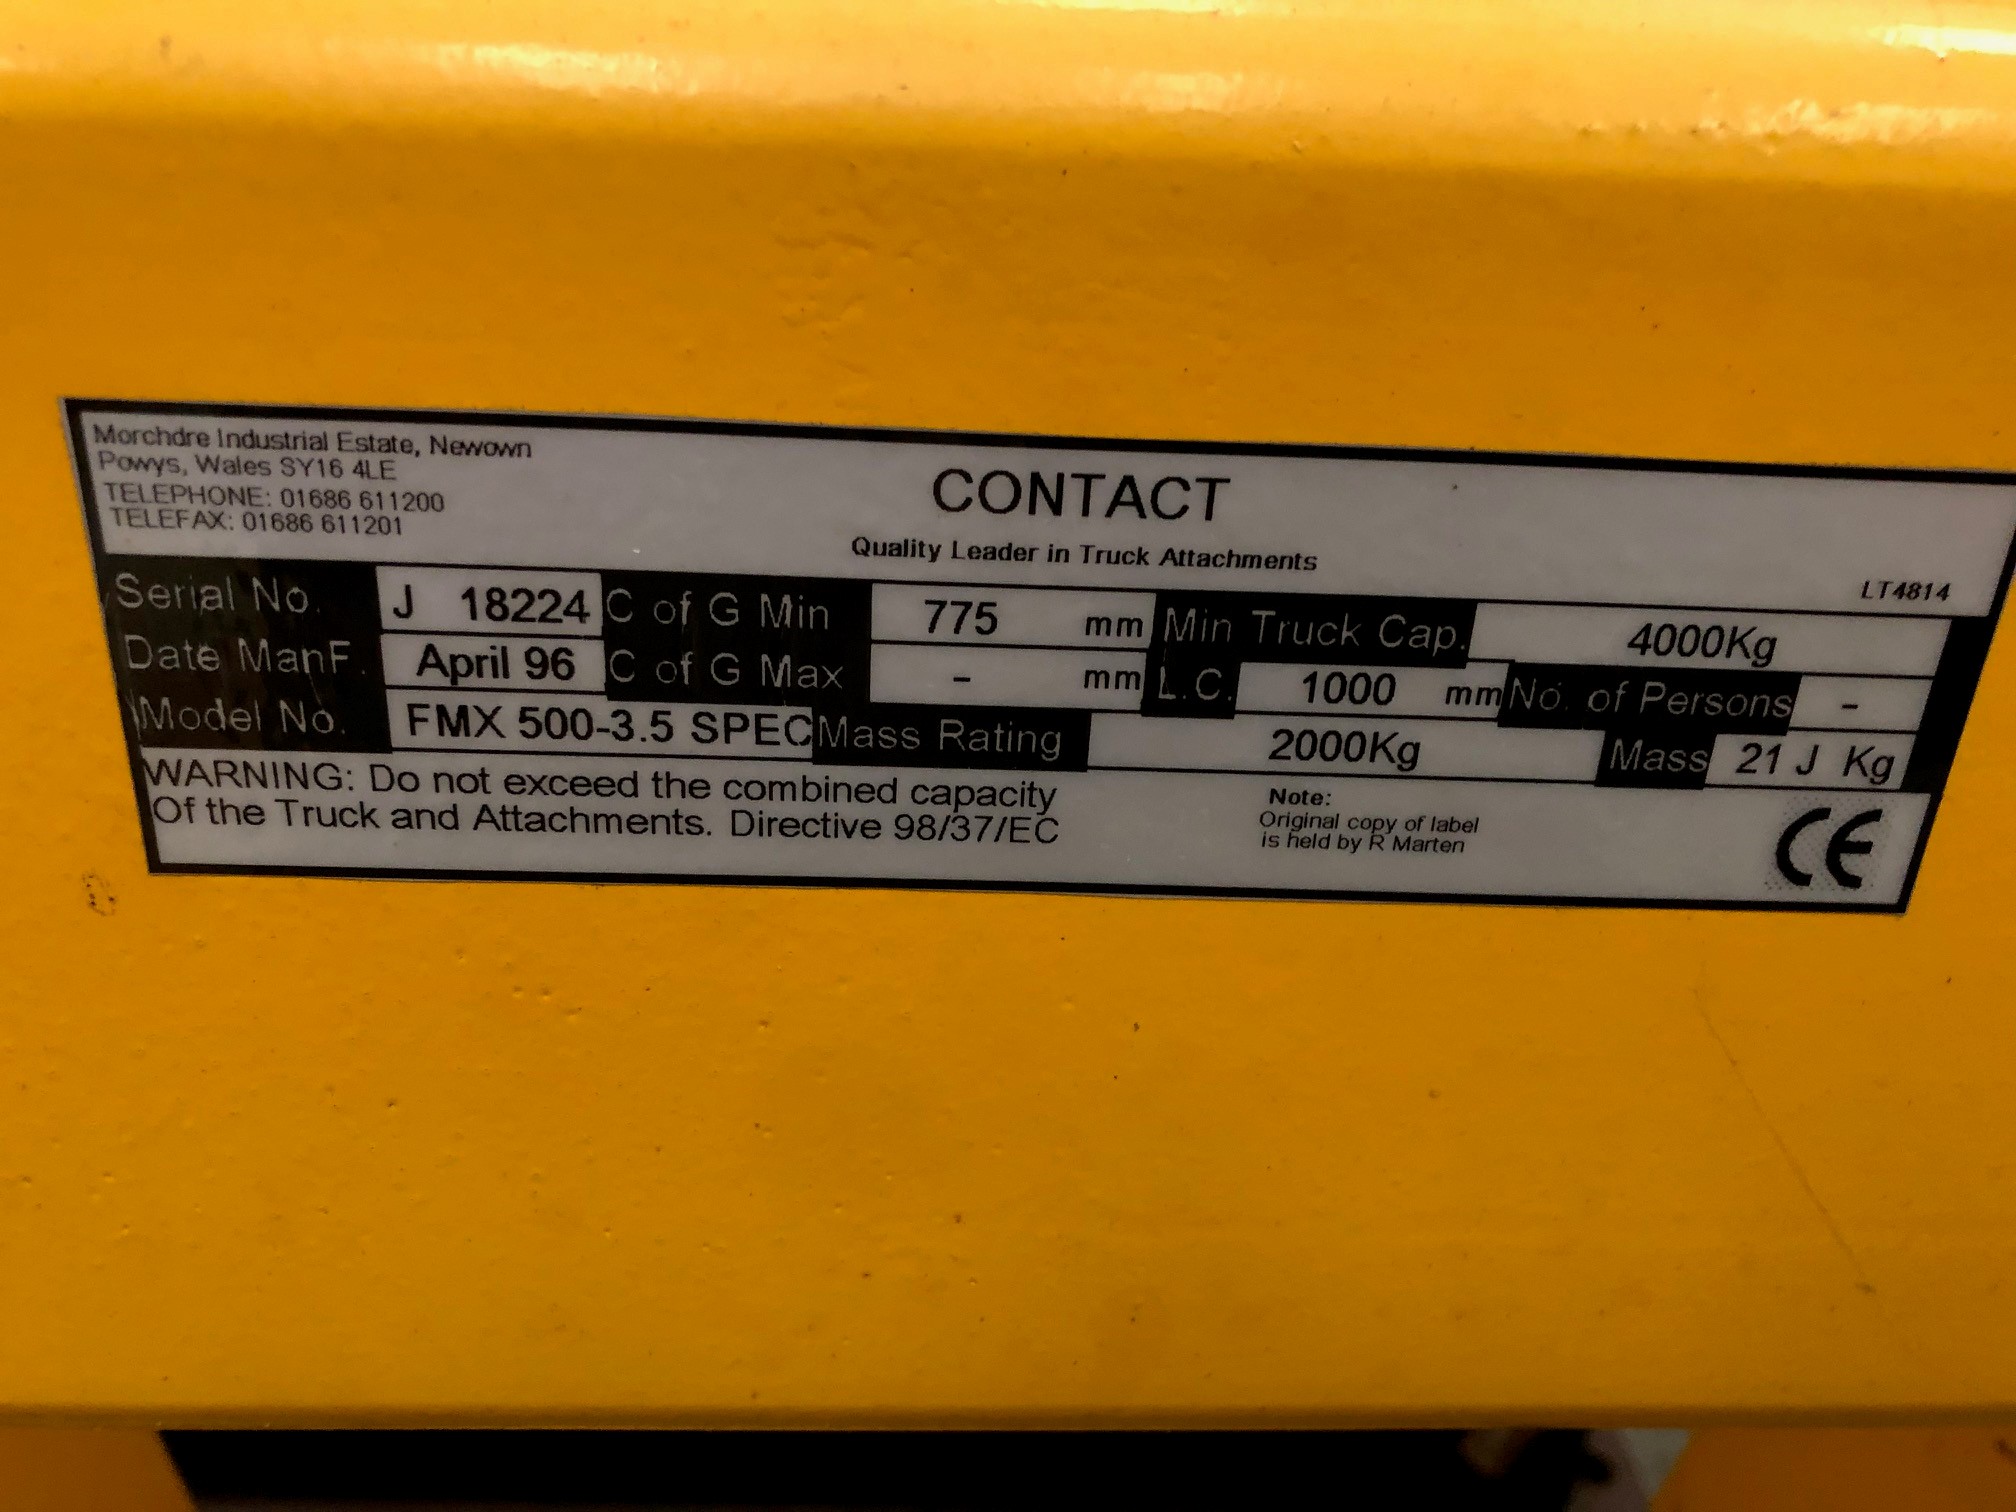 Morchdre Industrial Estate, Newown
Powys, Wales SY16 4LE
TELEPHONE: 01686 611200
TELEFAX: 01686 611201
CONTACT
Quality Leader in Truck Attachments
LT4814
Serial No. J 18224 C of G Min 775 mm Min Truck Cap. 4000Kg
Date ManF. April 96 C of G Max - mm L.C. 1000 mm No. of Persons -
Model No. FMX 500-3.5 SPEC Mass Rating 2000Kg Mass 21 J Kg
WARNING: Do not exceed the combined capacity
Of the Truck and Attachments. Directive 98/37/EC
Note:
Original copy of label
is held by R Marten
CE